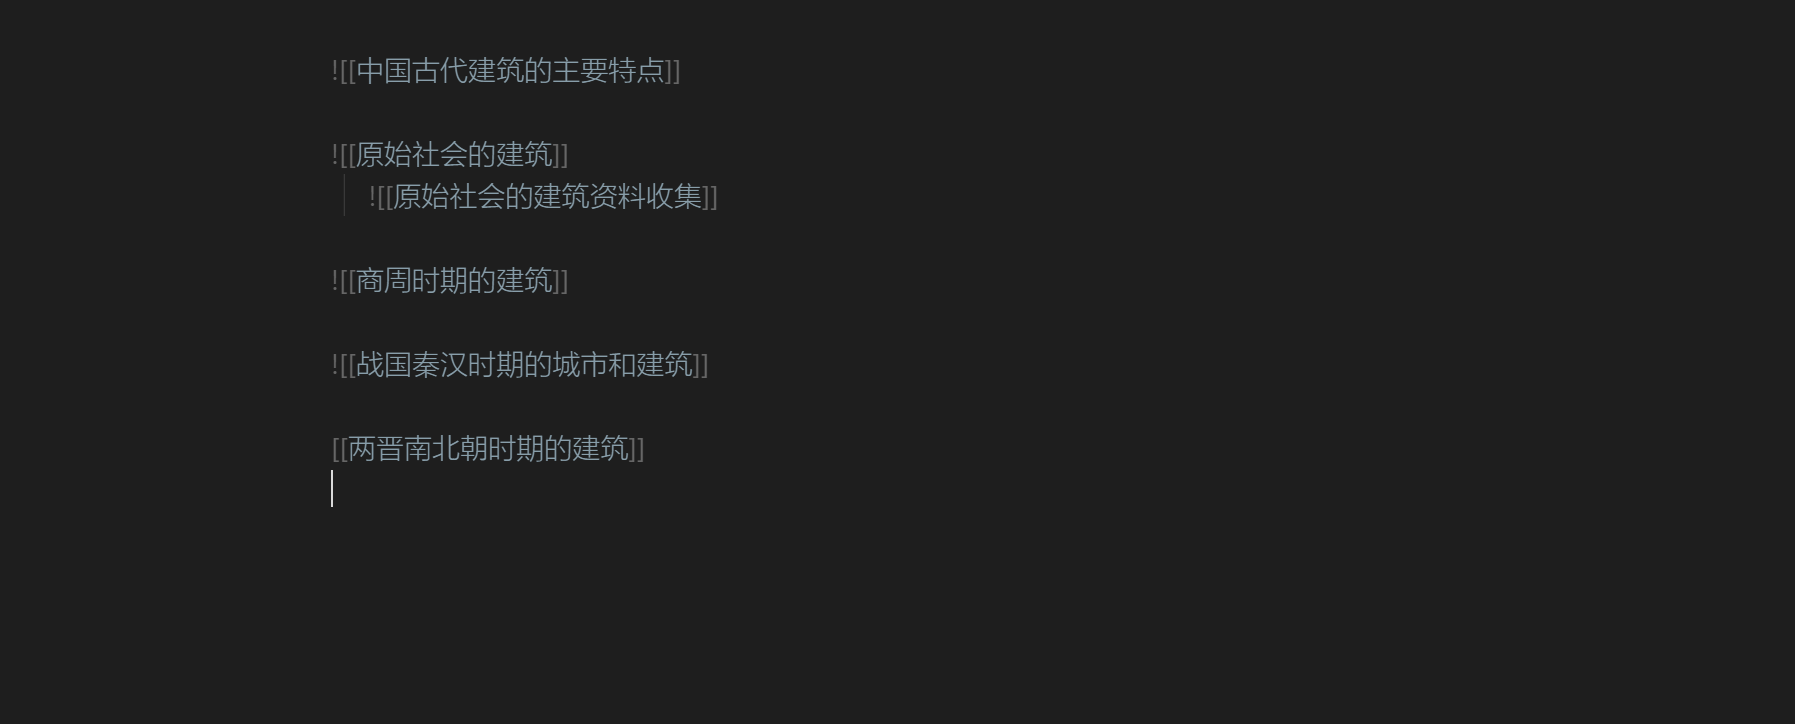 ![[中国古代建筑的主要特点]]
![[原始社会的建筑]]
![[原始社会的建筑资料收集]]
![[商周时期的建筑]]
![[战国秦汉时期的城市和建筑]]
[[两晋南北朝时期的建筑]]